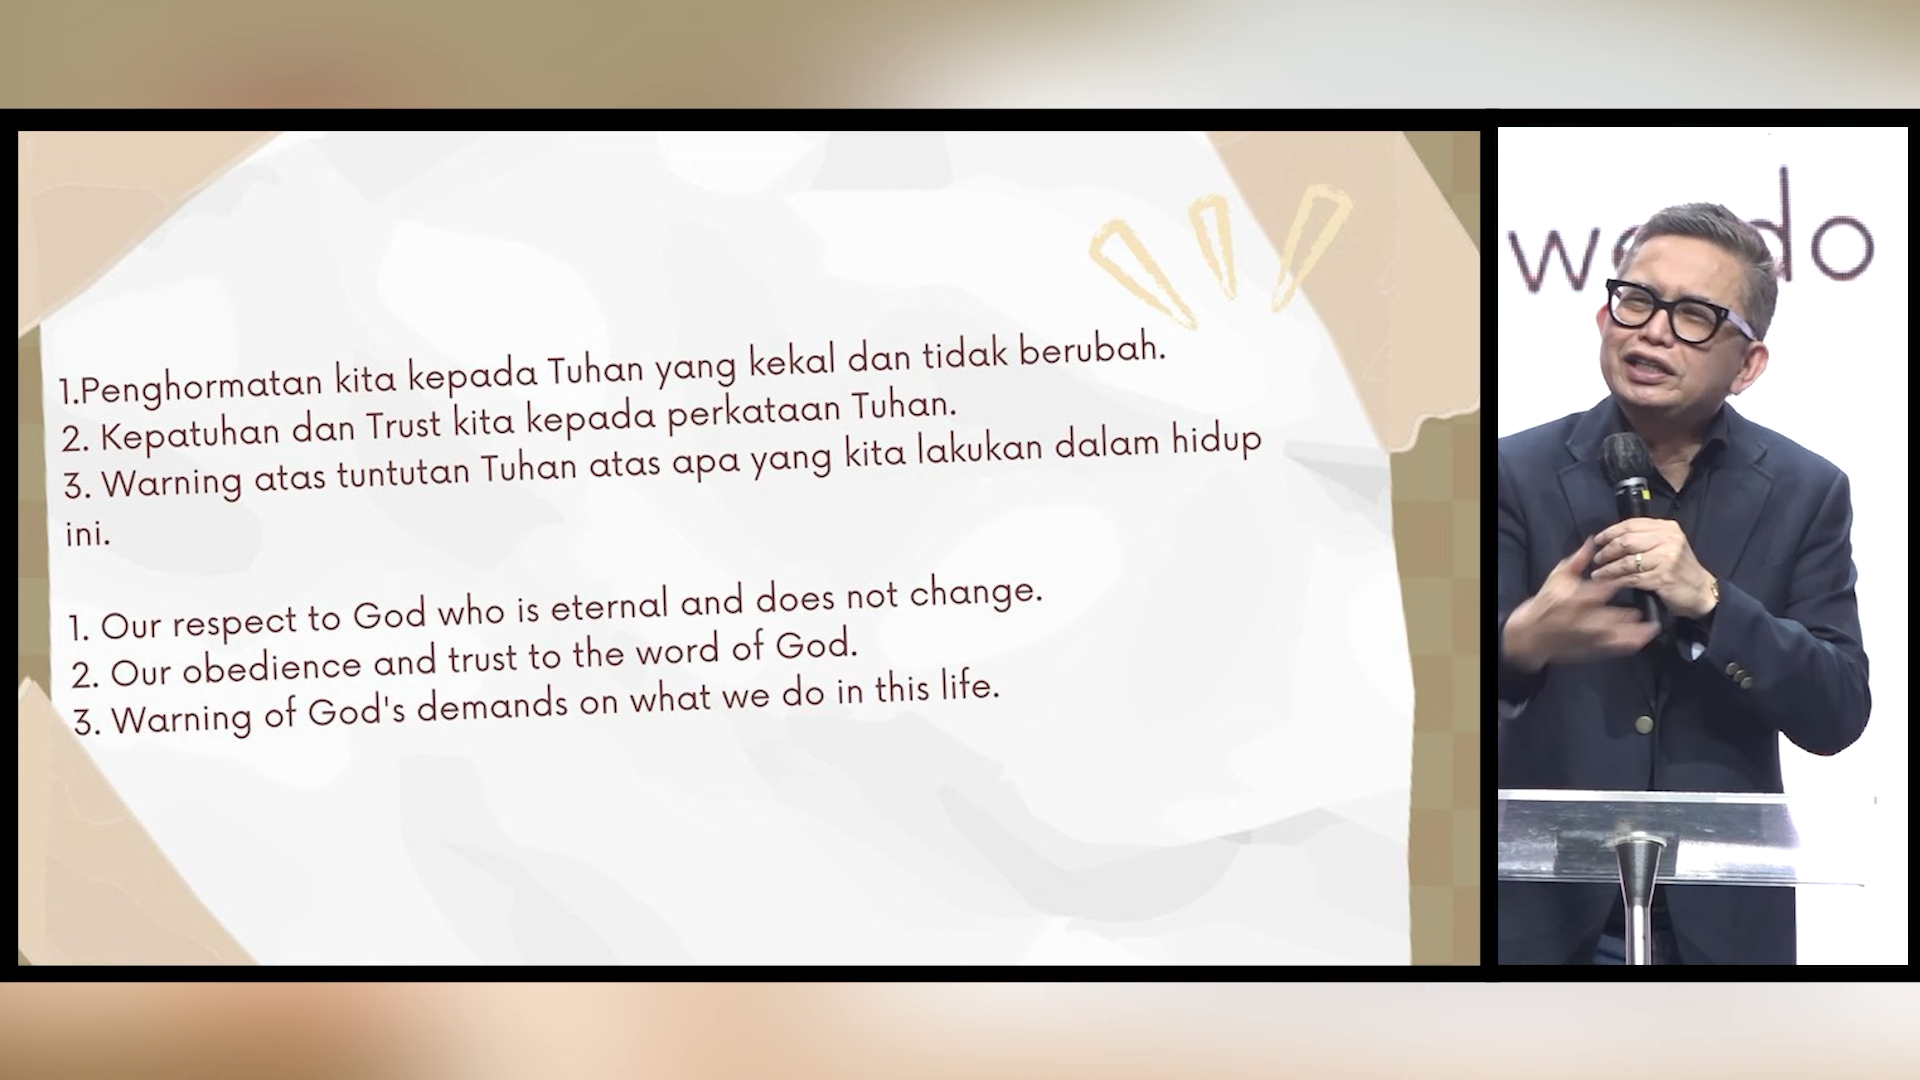 1.Penghormatan kita kepada Tuhan yang kekal dan tidak berubah.
2. Kepatuhan dan Trust kita kepada perkataan Tuhan.
3. Warning atas tuntutan Tuhan atas apa yang kita lakukan dalam hidup
ini.
1. Our respect to God who is eternal and does not change.
2. Our obedience and trust to the word of God.
3. Warning of God's demands on what we do in this life.
we do